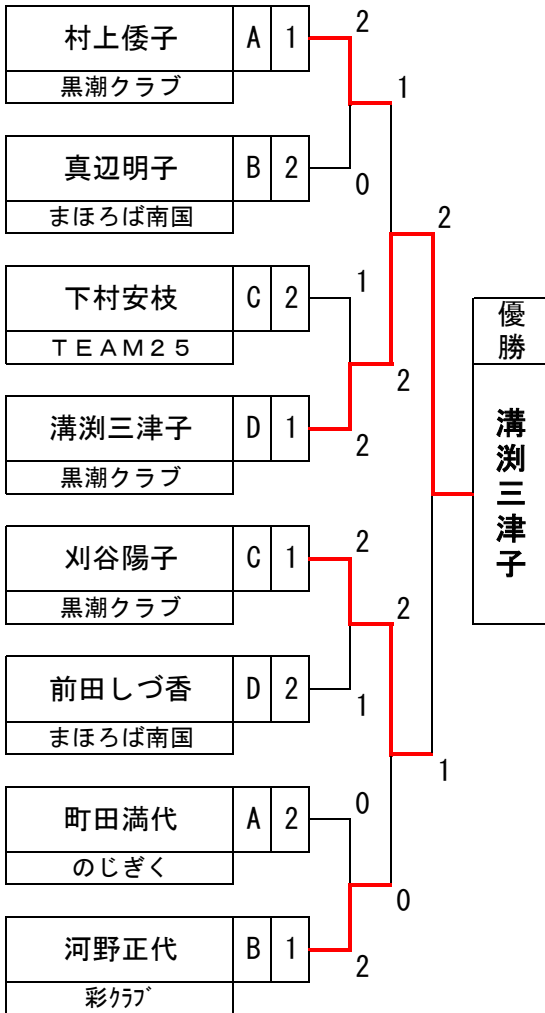 村上倭子 A 1 2
黒潮クラブ 1
真辺明子 B 2 0
まほろば南国 2
下村安枝 C 2 1
TEAM25 2
溝渕三津子 D 1 2
黒潮クラブ
優勝
溝渕三津子
刈谷陽子 C 1 2
黒潮クラブ 2
前田しづ香 D 2 1
まほろば南国 1
町田満代 A 2 0
のじぎく 0
河野正代 B 1 2
彩クラブ